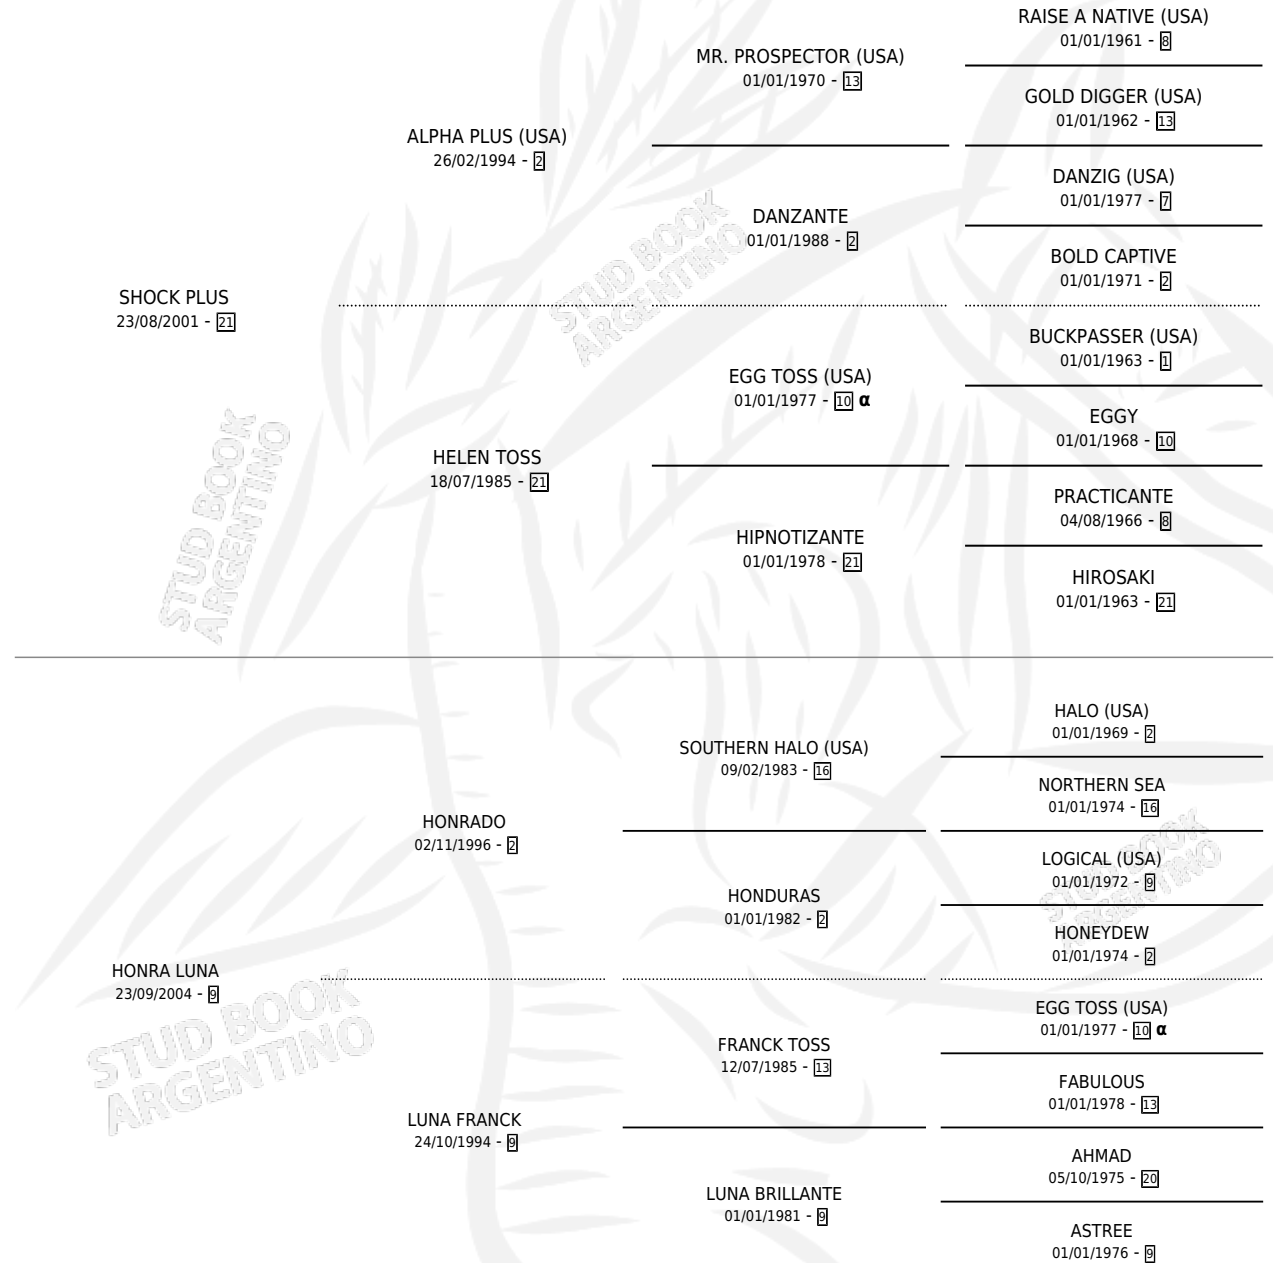 RAISE A NATIVE (USA)
01/01/1961 - 8
MR. PROSPECTOR (USA)
01/01/1970 - 13
GOLD DIGGER (USA)
01/01/1962 - 13
ALPHA PLUS (USA)
26/02/1994 - 2
DANZIG (USA)
01/01/1977 - 7
DANZANTE
01/01/1988 - 2
BOLD CAPTIVE
01/01/1971 - 2
SHOCK PLUS
23/08/2001 - 21
BUCKPASSER (USA)
01/01/1963 - 1
EGG TOSS (USA)
01/01/1977 - 10 α
EGGY
01/01/1968 - 10
HELEN TOSS
18/07/1985 - 21
PRACTICANTE
04/08/1966 - 8
HIPNOTIZANTE
01/01/1978 - 21
HIROSAKI
01/01/1963 - 21
HALO (USA)
01/01/1969 - 2
SOUTHERN HALO (USA)
09/02/1983 - 16
NORTHERN SEA
01/01/1974 - 16
HONRADO
02/11/1996 - 2
LOGICAL (USA)
01/01/1972 - 9
HONDURAS
01/01/1982 - 2
HONEYDEW
01/01/1974 - 2
HONRA LUNA
23/09/2004 - 9
EGG TOSS (USA)
01/01/1977 - 10 α
FRANCK TOSS
12/07/1985 - 13
FABULOUS
01/01/1978 - 13
LUNA FRANCK
24/10/1994 - 9
AHMAD
05/10/1975 - 20
LUNA BRILLANTE
01/01/1981 - 9
ASTREE
01/01/1976 - 9
STUD BOOK
ARGENTINO
STUD BOOK
ARGENTINO
STUD BOOK
ARGENTINO
STUD BOOK
ARGENTINO